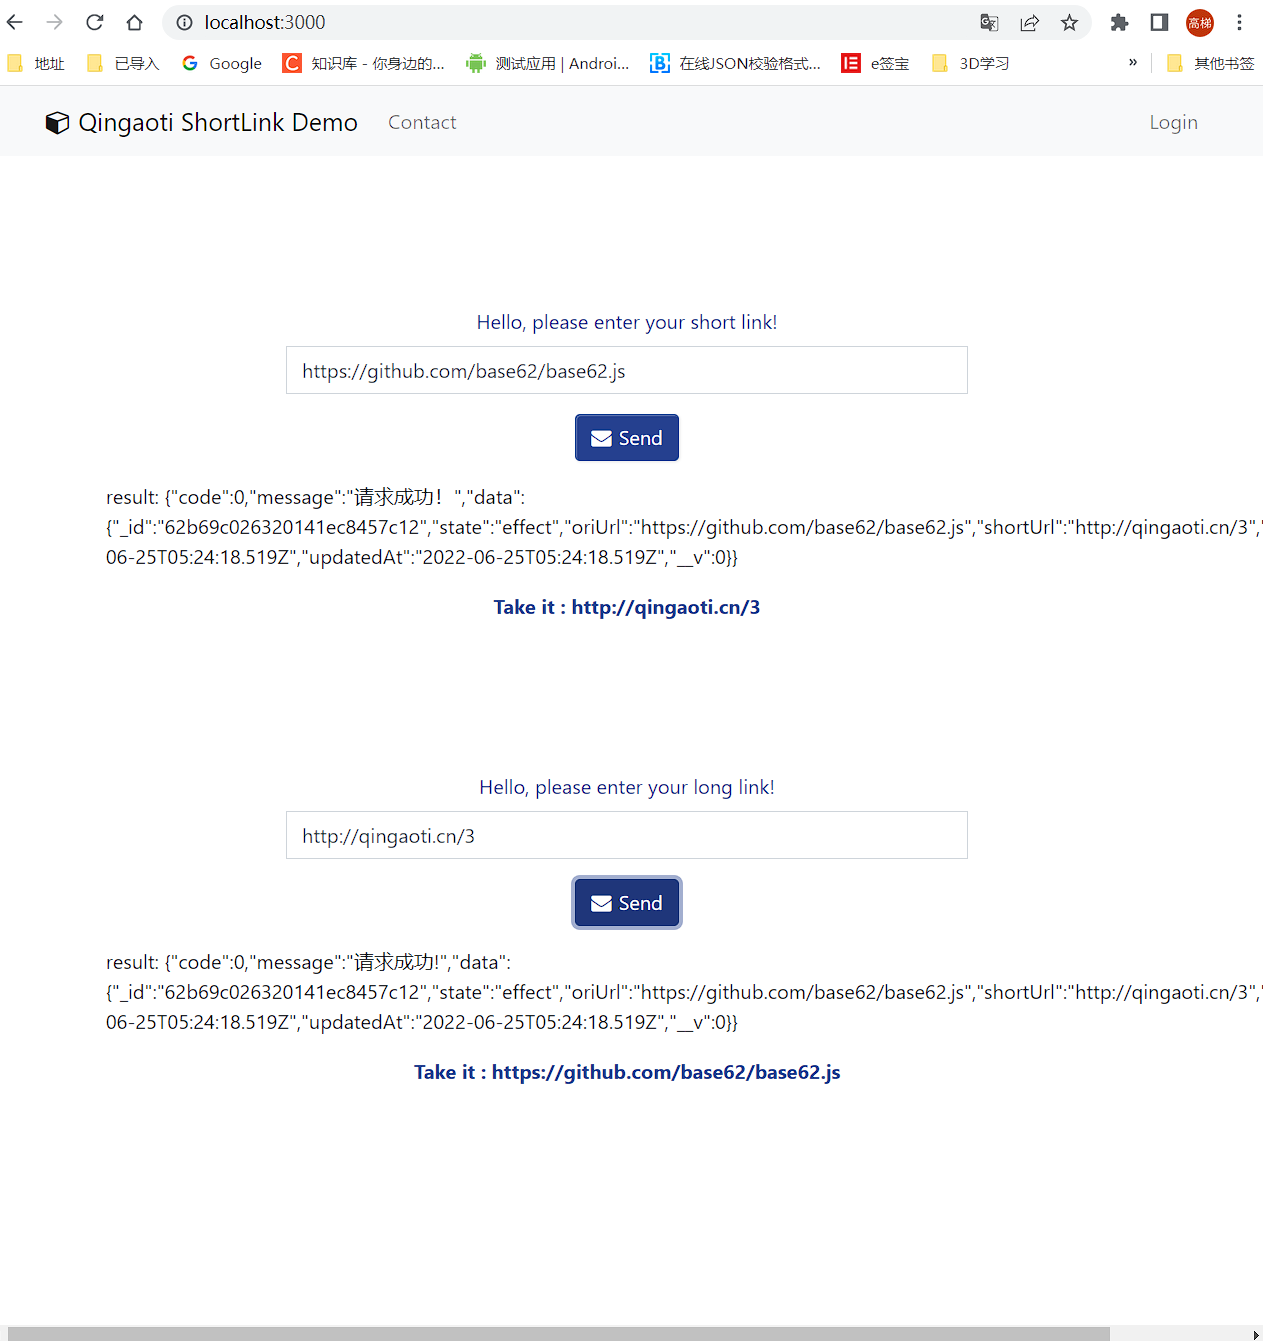 localhost:3000
高梯
地址 已导入 Google 知识库 - 你身边的... 测试应用 | Androi... 在线JSON校验格式... e签宝 3D学习 » 其他书签
Qingaoti ShortLink Demo Contact Login
Hello, please enter your short link!
https://github.com/base62/base62.js
Send
result: {"code":0,"message":"请求成功！","data":
{"_id":"62b69c026320141ec8457c12","state":"effect","oriUrl":"https://github.com/base62/base62.js","shortUrl":"http://qingaoti.cn/3","
06-25T05:24:18.519Z","updatedAt":"2022-06-25T05:24:18.519Z","__v":0}}
Take it : http://qingaoti.cn/3
Hello, please enter your long link!
http://qingaoti.cn/3
Send
result: {"code":0,"message":"请求成功!","data":
{"_id":"62b69c026320141ec8457c12","state":"effect","oriUrl":"https://github.com/base62/base62.js","shortUrl":"http://qingaoti.cn/3","
06-25T05:24:18.519Z","updatedAt":"2022-06-25T05:24:18.519Z","__v":0}}
Take it : https://github.com/base62/base62.js